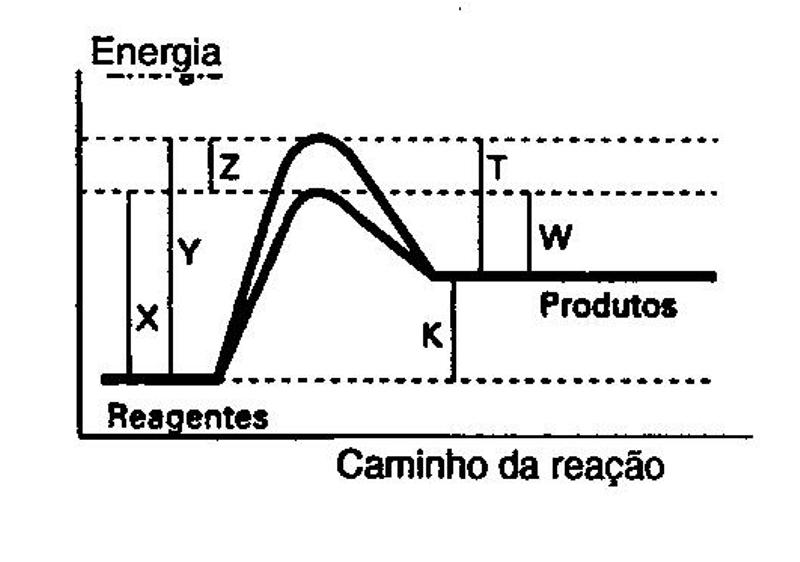 Energia
Z
T
Y
W
X
K
Produtos
Reagentes
Caminho da reação